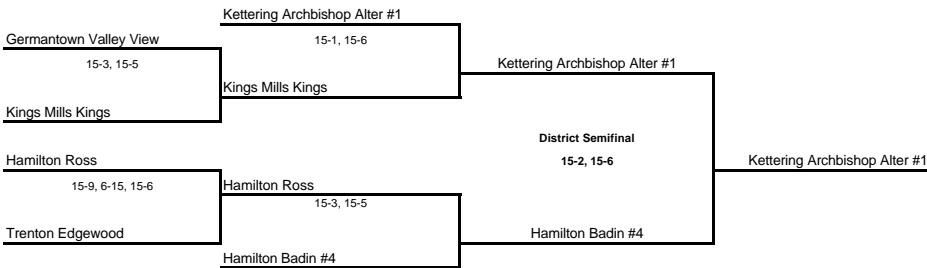 Kettering Archbishop Alter #1
Germantown Valley View
15-1, 15-6
15-3, 15-5
Kettering Archbishop Alter #1
Kings Mills Kings
Kings Mills Kings
District Semifinal
Hamilton Ross
15-2, 15-6
Kettering Archbishop Alter #1
15-9, 6-15, 15-6
Hamilton Ross
15-3, 15-5
Trenton Edgewood
Hamilton Badin #4
Hamilton Badin #4